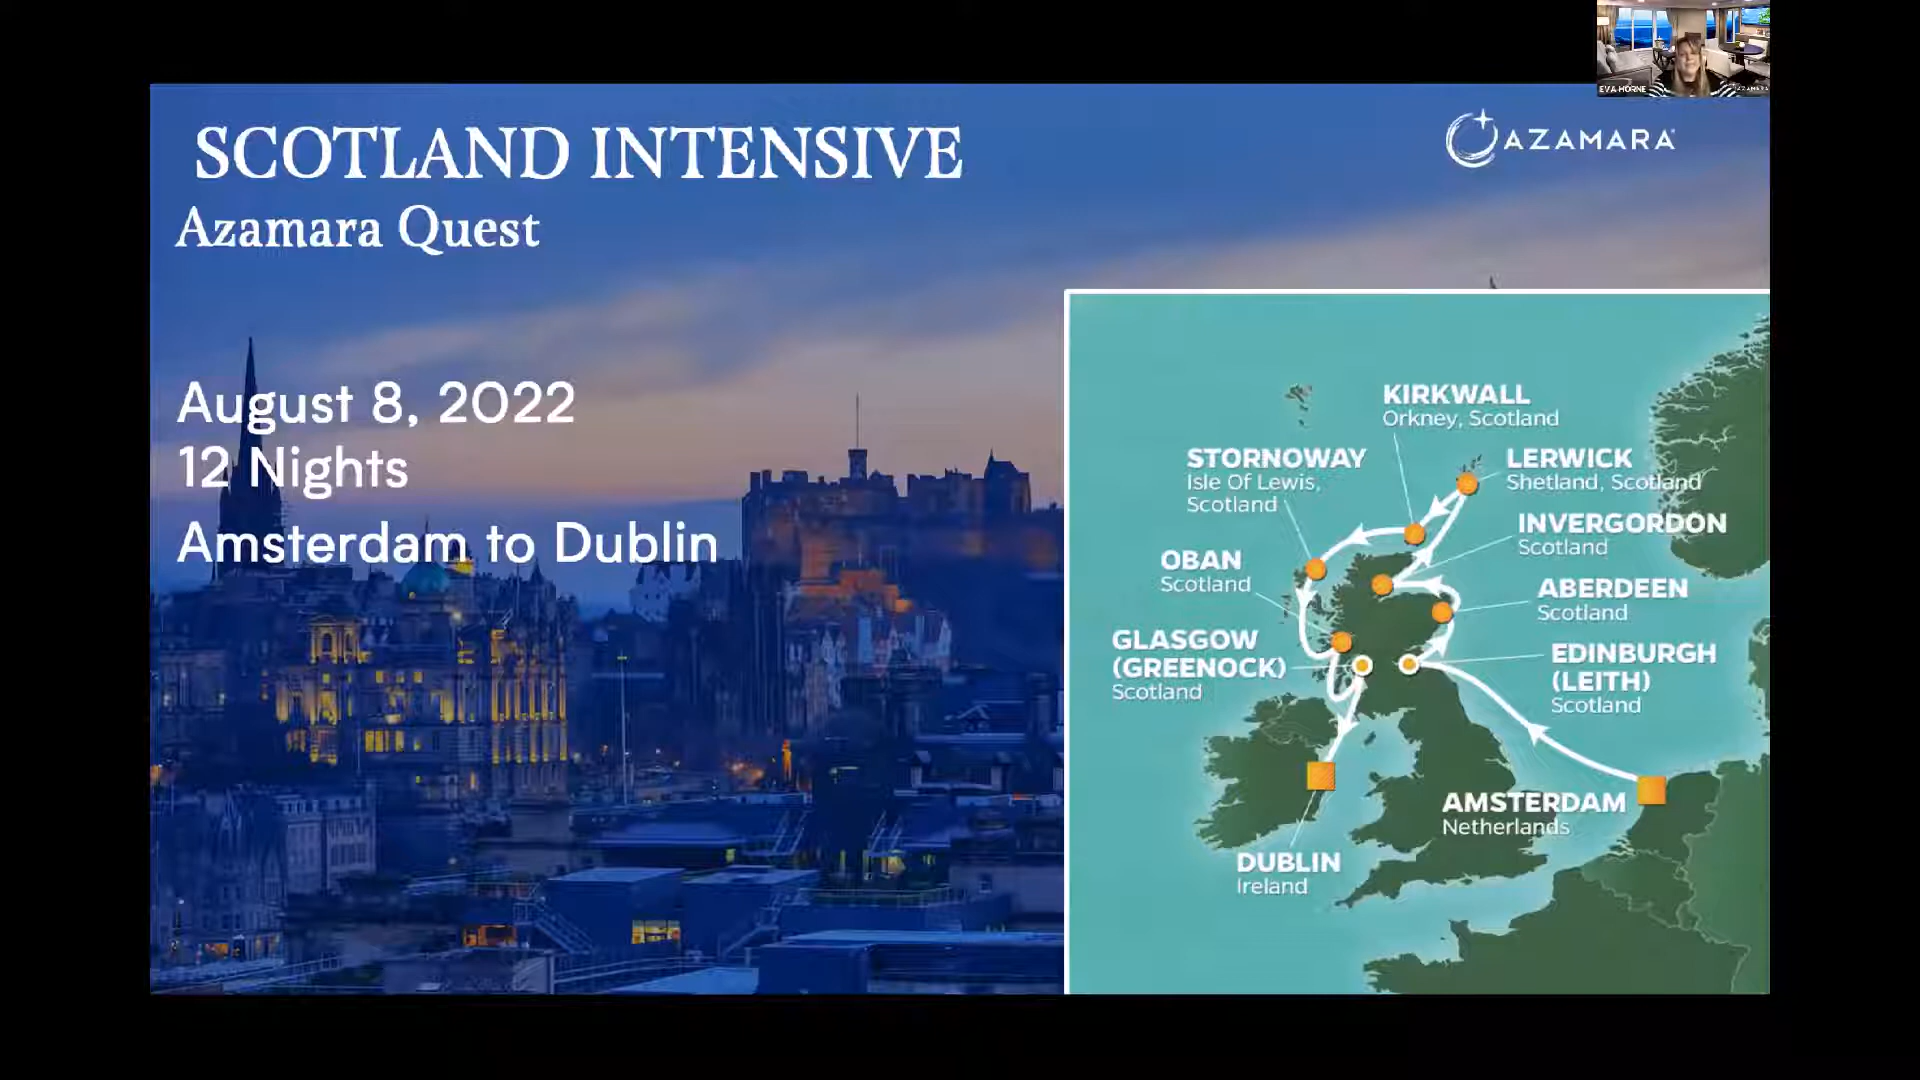 EVA HORNE
AZAMARA
SCOTLAND INTENSIVE
Azamara Quest
AZAMARA
August 8, 2022
12 Nights
Amsterdam to Dublin
KIRKWALL
Orkney, Scotland
STORNOWAY
Isle Of Lewis,
Scotland
LERWICK
Shetland, Scotland
INVERGORDON
Scotland
OBAN
Scotland
ABERDEEN
Scotland
GLASGOW
(GREENOCK)
Scotland
EDINBURGH
(LEITH)
Scotland
AMSTERDAM
Netherlands
DUBLIN
Ireland